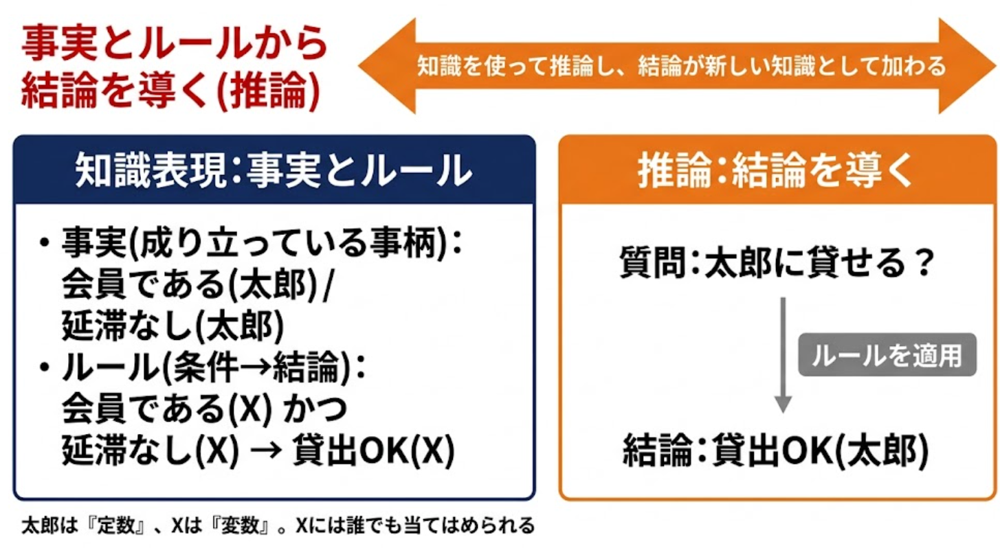 事実とルールから
結論を導く(推論)
知識を使って推論し、結論が新しい知識として加わる
知識表現：事実とルール
・事実(成り立っている事柄)：
会員である(太郎)/
延滞なし(太郎)
・ルール(条件→結論)：
会員である(X) かつ
延滞なし(X) → 貸出OK(X)
推論：結論を導く
質問：太郎に貸せる？
ルールを適用
結論：貸出OK(太郎)
太郎は『定数』、Xは『変数』。Xには誰でも当てはめられる